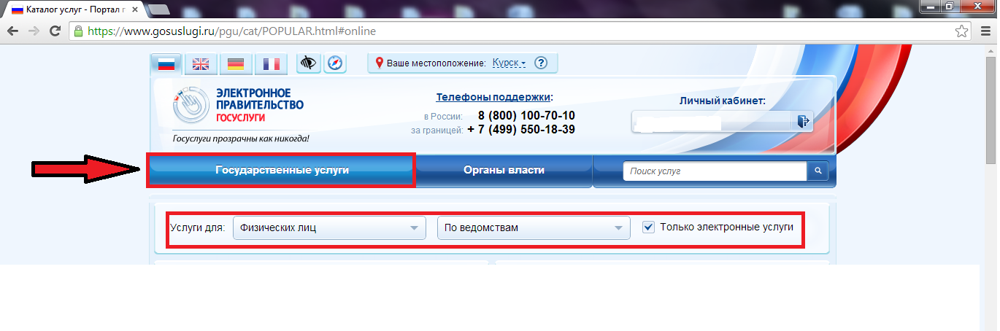 Каталог услуг - Портал г
https://www.gosuslugi.ru/pgu/cat/POPULAR.html#online
Ваше местоположение: Курск ?
ЭЛЕКТРОННОЕ
ПРАВИТЕЛЬСТВО
ГОСУСЛУГИ
Госуслуги прозрачны как никогда!
Телефоны поддержки:
в России: 8 (800) 100-70-10
за границей: + 7 (499) 550-18-39
Личный кабинет:
Государственные услуги
Органы власти
Поиск услуг
Услуги для: Физических лиц По ведомствам Только электронные услуги